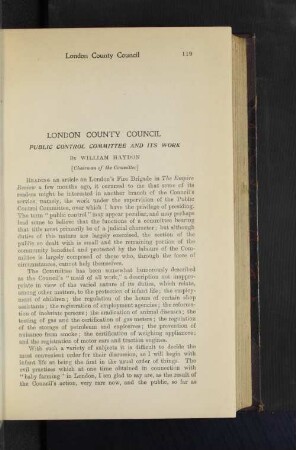 London County Council 119
LONDON COUNTY COUNCIL
PUBLIC CONTROL COMMITTEE AND ITS WORK
By WILLIAM HAYDON
[Chairman of the Committee]
READING an article on London's Fire Brigade in The Empire
Review a few months ago, it occurred to me that some of its
readers might be interested in another branch of the Council's
service, namely, the work under the supervision of the Public
Control Committee, over which I have the privilege of presiding.
The term "public control" may appear peculiar, and may perhaps
lead some to believe that the functions of a committee bearing
that title must primarily be of a judicial character; but although
duties of this nature are largely exercised, the section of the
public so dealt with is small and the remaining portion of the
community benefited and protected by the labours of the Committee
is largely composed of those who, through the force of
circumstances, cannot help themselves.
The Committee has been somewhat humorously described
as the Council's "maid of all work," a description not inappropriate
in view of the varied nature of its duties, which relate,
among other matters, to the protection of infant life; the employment
of children; the regulation of the hours of certain shop
assistants; the registration of employment agencies; the reformation
of inebriate persons; the eradication of animal diseases; the
testing of gas and the certification of gas meters; the regulation
of the storage of petroleum and explosives; the prevention of
nuisance from smoke; the certification of weighing appliances;
and the registration of motor cars and traction engines.
With such a variety of subjects it is difficult to decide the
most convenient order for their discussion, so I will begin with
infant life as being the first in the usual order of things. The
evil practices which at one time obtained in connection with
"baby farming" in London, I am glad to say are, as the result of
the Council's action, very rare now, and the public, so far as